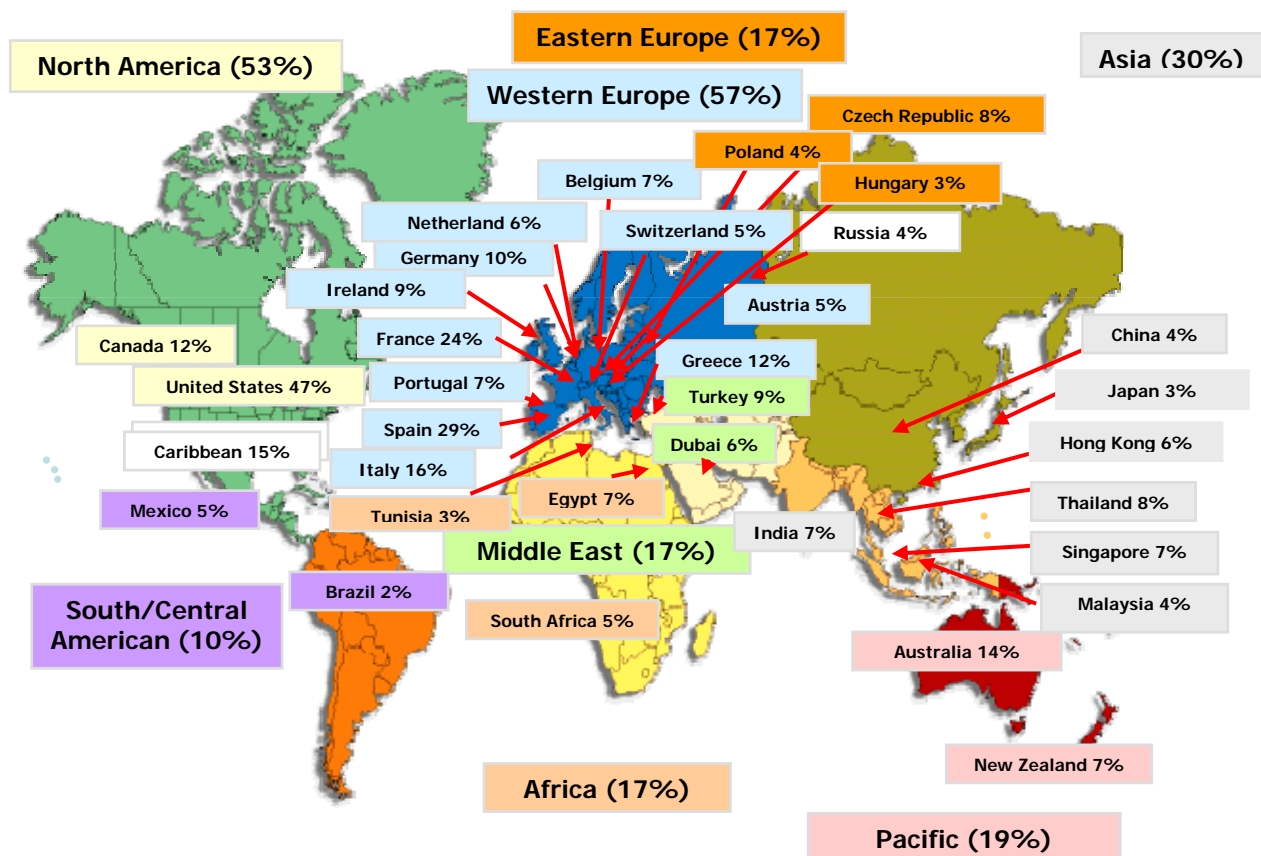 Eastern Europe (17%)
North America (53%)
Asia (30%)
Western Europe (57%)
Czech Republic 8%
Poland 4%
Belgium 7%
Hungary 3%
Netherland 6%
Switzerland 5%
Russia 4%
Germany 10%
Ireland 9%
Austria 5%
France 24%
China 4%
Canada 12%
Greece 12%
United States 47%
Portugal 7%
Turkey 9%
Japan 3%
Spain 29%
Dubai 6%
Hong Kong 6%
Caribbean 15%
Italy 16%
Egypt 7%
Thailand 8%
Mexico 5%
Tunisia 3%
India 7%
Middle East (17%)
Singapore 7%
Brazil 2%
South/Central
American (10%)
South Africa 5%
Malaysia 4%
Australia 14%
New Zealand 7%
Africa (17%)
Pacific (19%)